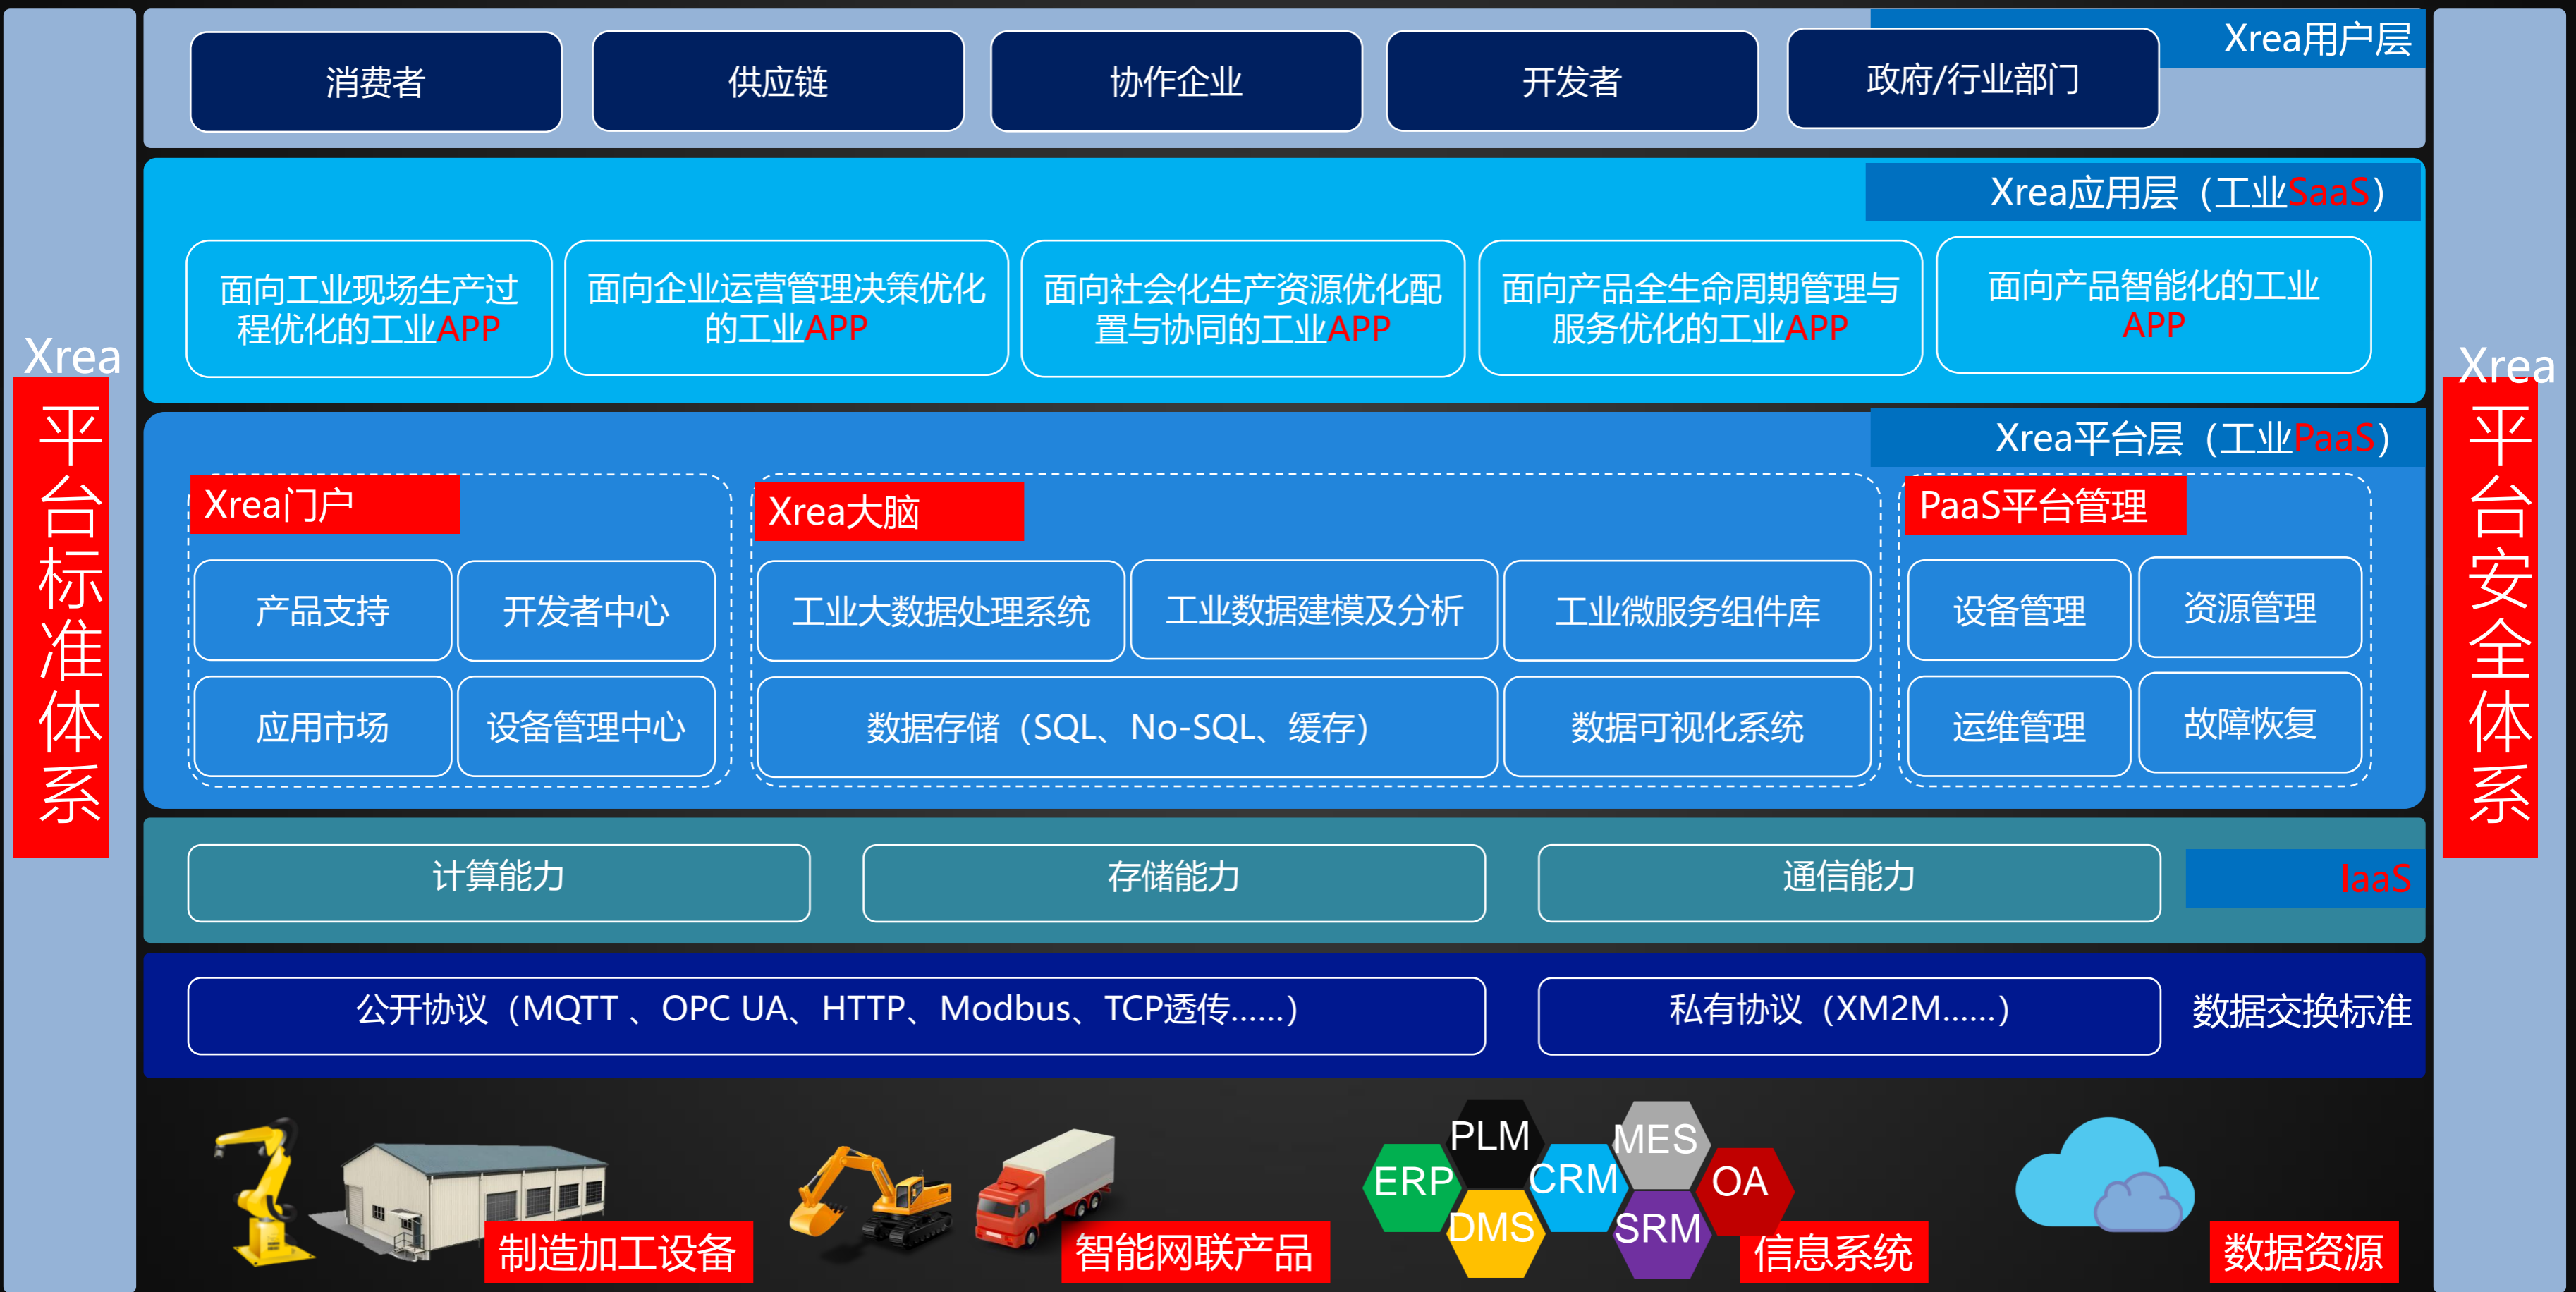 Xrea
平台标准体系
Xrea用户层
消费者
供应链
协作企业
开发者
政府/行业部门
Xrea应用层（工业SaaS）
面向工业现场生产过
程优化的工业APP
面向企业运营管理决策优化
的工业APP
面向社会化生产资源优化配
置与协同的工业APP
面向产品全生命周期管理与
服务优化的工业APP
面向产品智能化的工业
APP
Xrea平台层（工业PaaS）
Xrea门户
产品支持
开发者中心
应用市场
设备管理中心
Xrea大脑
工业大数据处理系统
工业数据建模及分析
工业微服务组件库
数据存储（SQL、No-SQL、缓存）
数据可视化系统
PaaS平台管理
设备管理
资源管理
运维管理
故障恢复
计算能力
存储能力
通信能力
IaaS
公开协议（MQTT 、OPC UA、HTTP、Modbus、TCP透传......）
私有协议（XM2M......）
数据交换标准
制造加工设备
智能网联产品
ERP
PLM
DMS
CRM
MES
SRM
OA
信息系统
数据资源
Xrea
平台安全体系